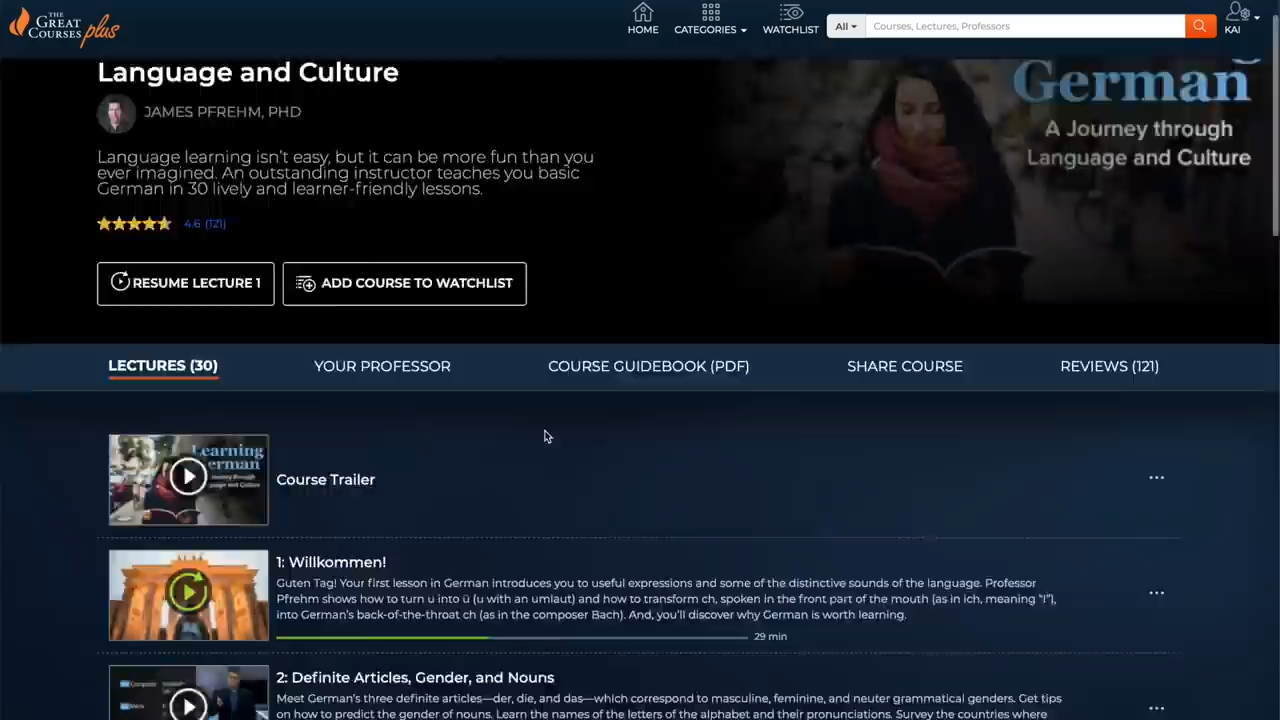 THE GREAT COURSES plus
HOME
CATEGORIES
WATCHLIST
All
Courses, Lectures, Professors
KAI
Language and Culture
JAMES PFREHM, PHD
Language learning isn't easy, but it can be more fun than you
ever imagined. An outstanding instructor teaches you basic
German in 30 lively and learner-friendly lessons.
4.6 (121)
RESUME LECTURE 1
ADD COURSE TO WATCHLIST
German
A Journey through
Language and Culture
LECTURES (30)
YOUR PROFESSOR
COURSE GUIDEBOOK (PDF)
SHARE COURSE
REVIEWS (121)
Learning
German
Journey through
Language and Culture
Course Trailer
1: Willkommen!
Guten Tag! Your first lesson in German introduces you to useful expressions and some of the distinctive sounds of the language. Professor
Pfrehm shows how to turn u into ü (u with an umlaut) and how to transform ch, spoken in the front part of the mouth (as in ich, meaning "I"),
into German's back-of-the-throat ch (as in the composer Bach). And, you'll discover why German is worth learning.
29 min
2: Definite Articles, Gender, and Nouns
Meet German's three definite articles—der, die, and das—which correspond to masculine, feminine, and neuter grammatical genders. Get tips
on how to predict the gender of nouns. Learn the names of the letters of the alphabet and their pronunciations. Survey the countries where